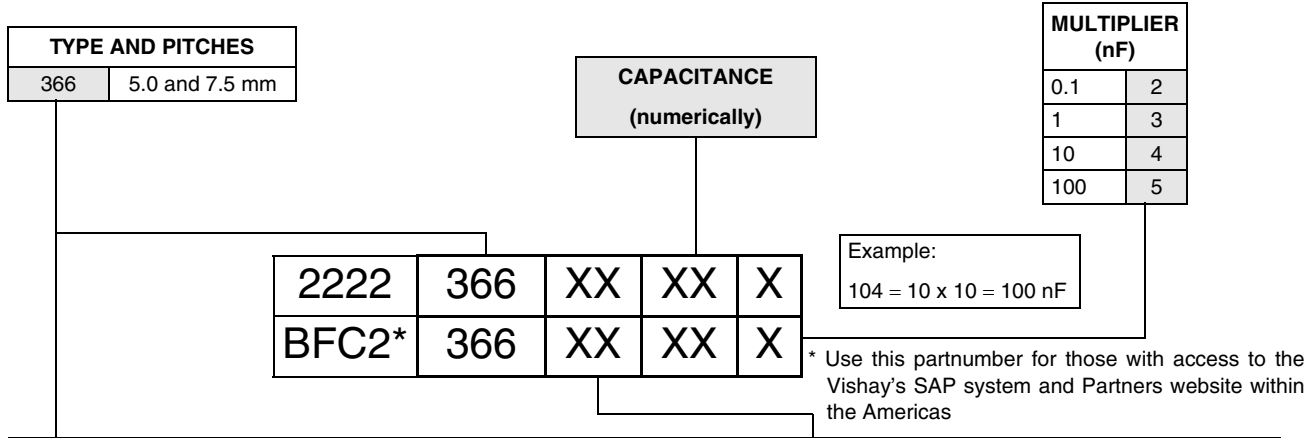 TYPE AND PITCHES
366 5.0 and 7.5 mm
CAPACITANCE
(numerically)
MULTIPLIER
(nF)
0.1 2
1 3
10 4
100 5
2222 366 XX XX X
BFC2* 366 XX XX X
Example:
104 = 10 x 10 = 100 nF
* Use this partnumber for those with access to the
Vishay's SAP system and Partners website within
the Americas